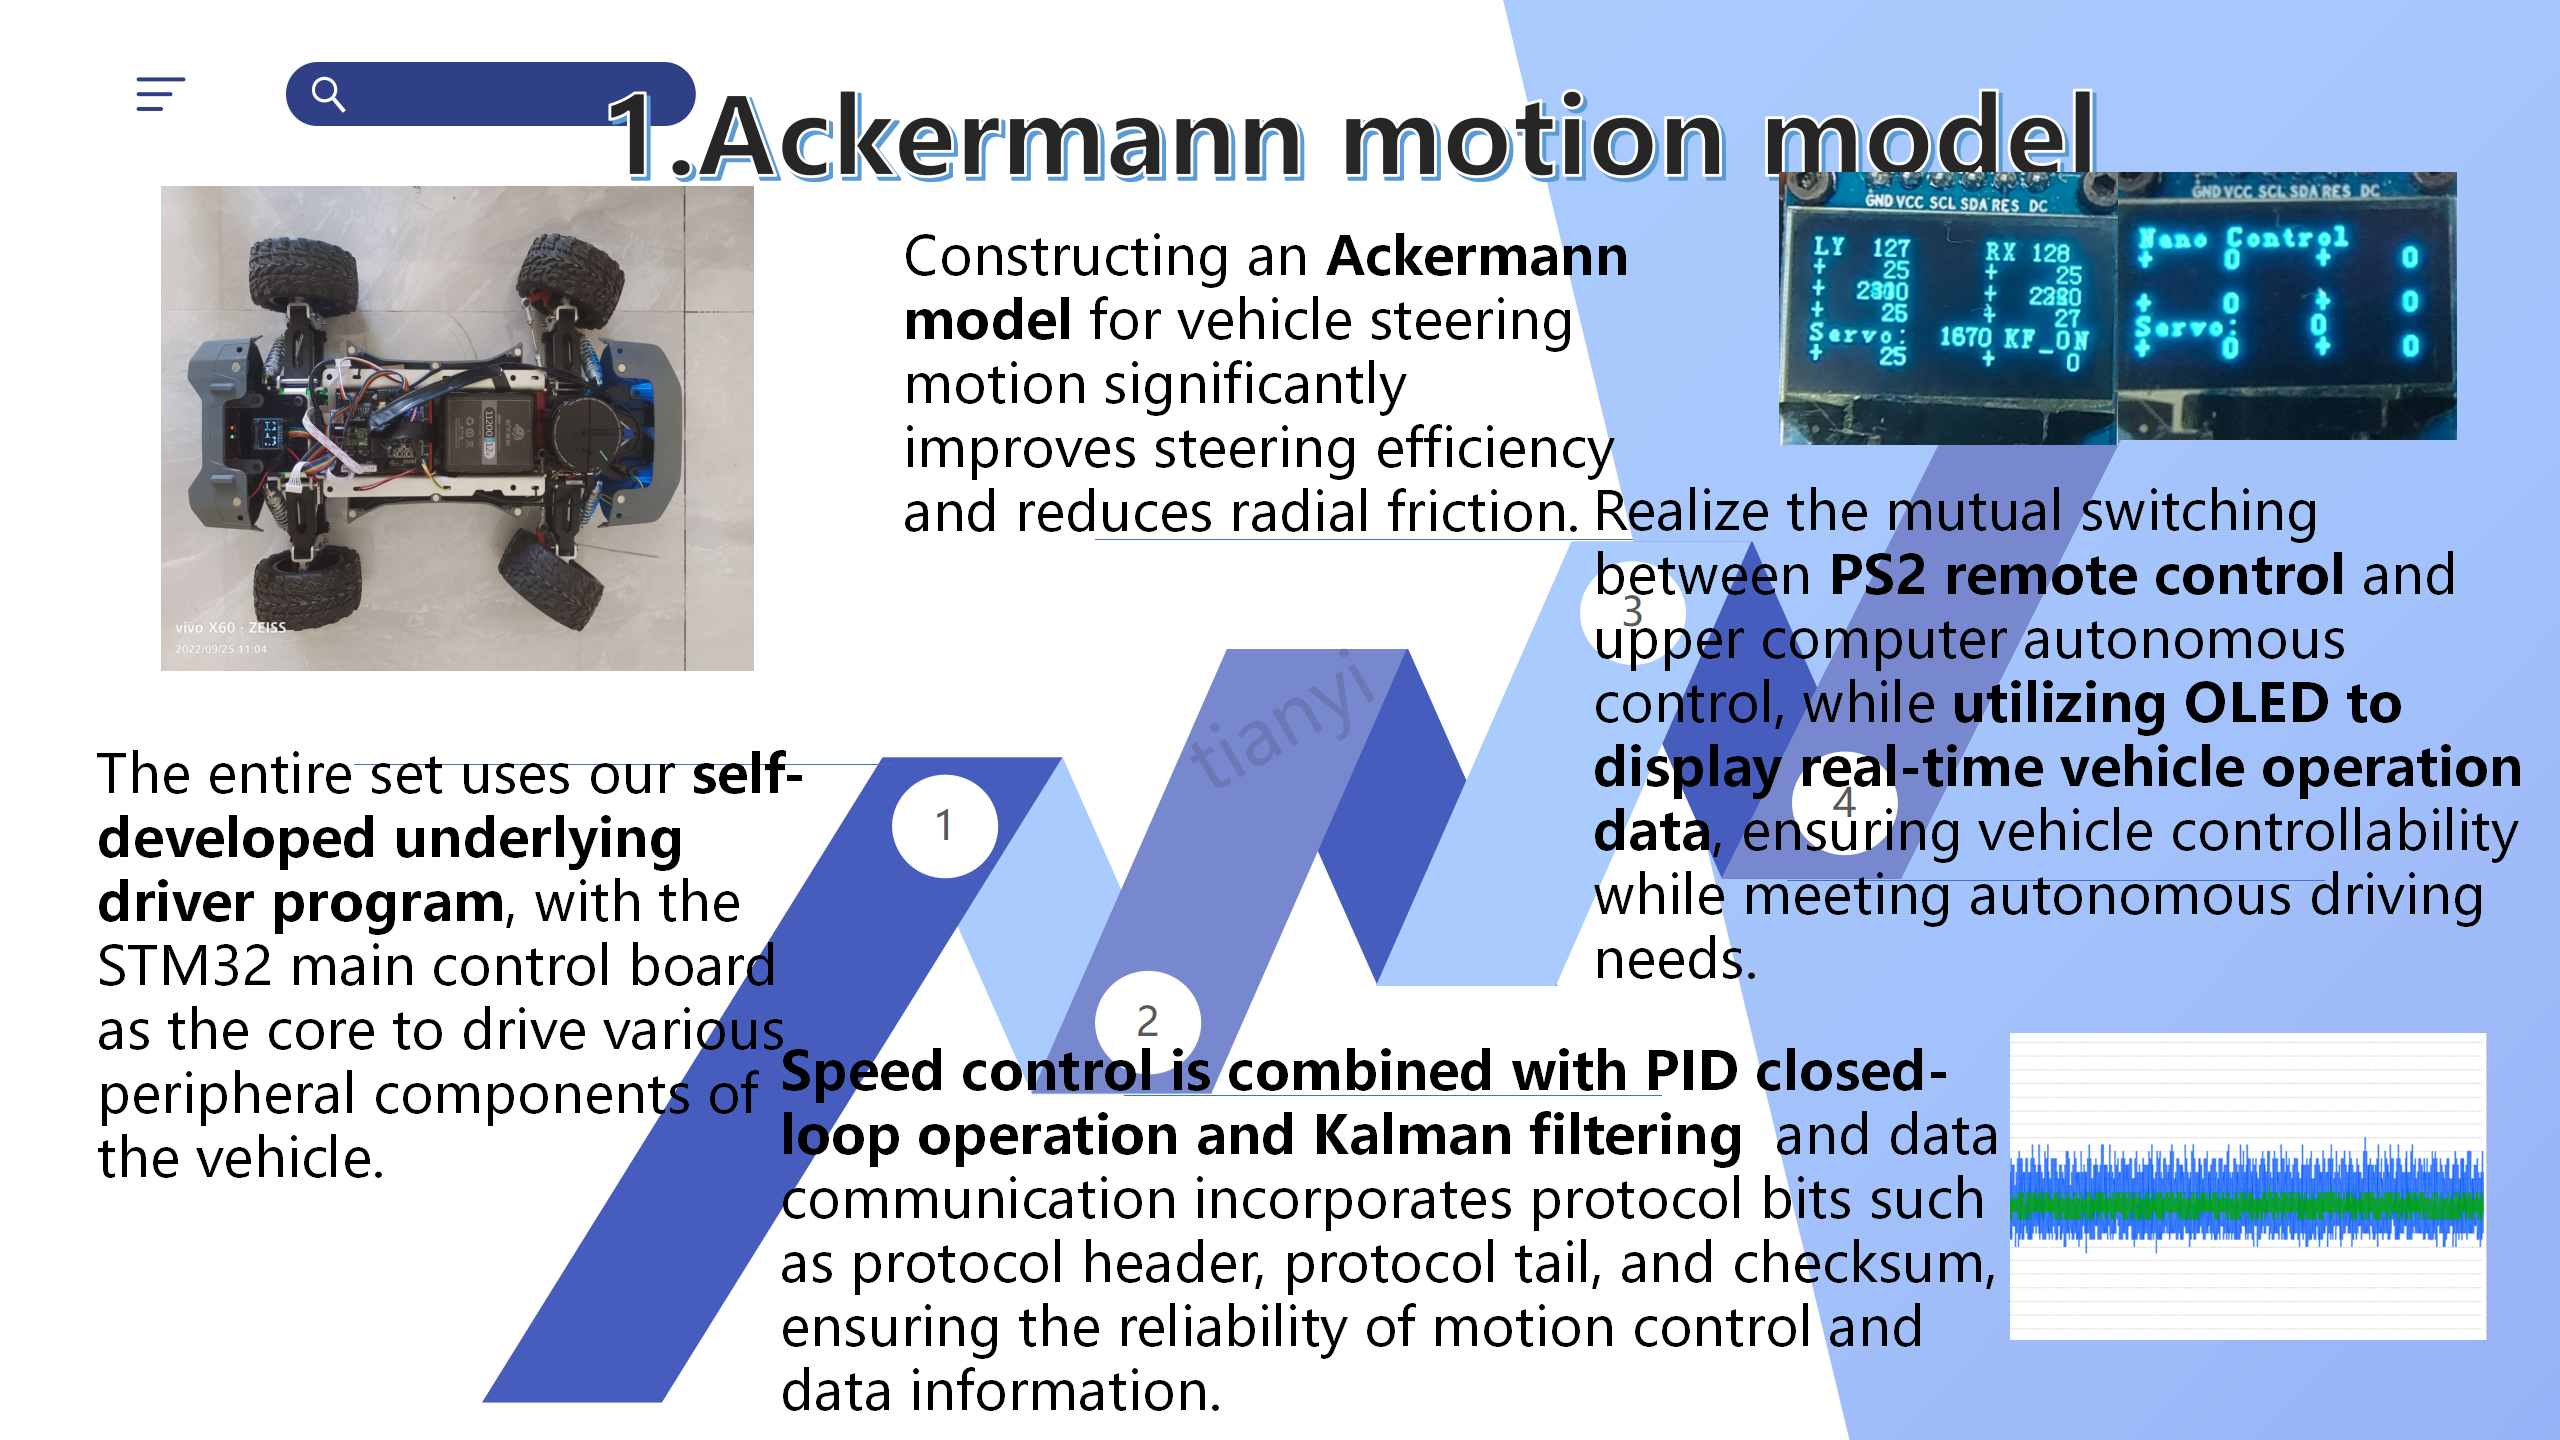 1.Ackermann motion model
GND VCC SCL SDA RES DC
LY 127 RX 128
+ 25 + 25
+ +
+ 26 + 27
Servo: 1670 KF_ON
+ 25 + 0
GND VCC SCL SDA RES DC
Nano Control
+ 0 + 0
+ 0 + 0
Servo: 0
+ 0 + 0
vivo X60 · ZEISS
2022/09/25 11:04
11200
Constructing an Ackermann
model for vehicle steering
motion significantly
improves steering efficiency
and reduces radial friction.
Realize the mutual switching
between PS2 remote control and
upper computer autonomous
control, while utilizing OLED to
display real-time vehicle operation
data, ensuring vehicle controllability
while meeting autonomous driving
needs.
3
4
tianyi
The entire set uses our self-
developed underlying
driver program, with the
STM32 main control board
as the core to drive various
peripheral components of
the vehicle.
1
2
Speed control is combined with PID closed-
loop operation and Kalman filtering and data
communication incorporates protocol bits such
as protocol header, protocol tail, and checksum,
ensuring the reliability of motion control and
data information.